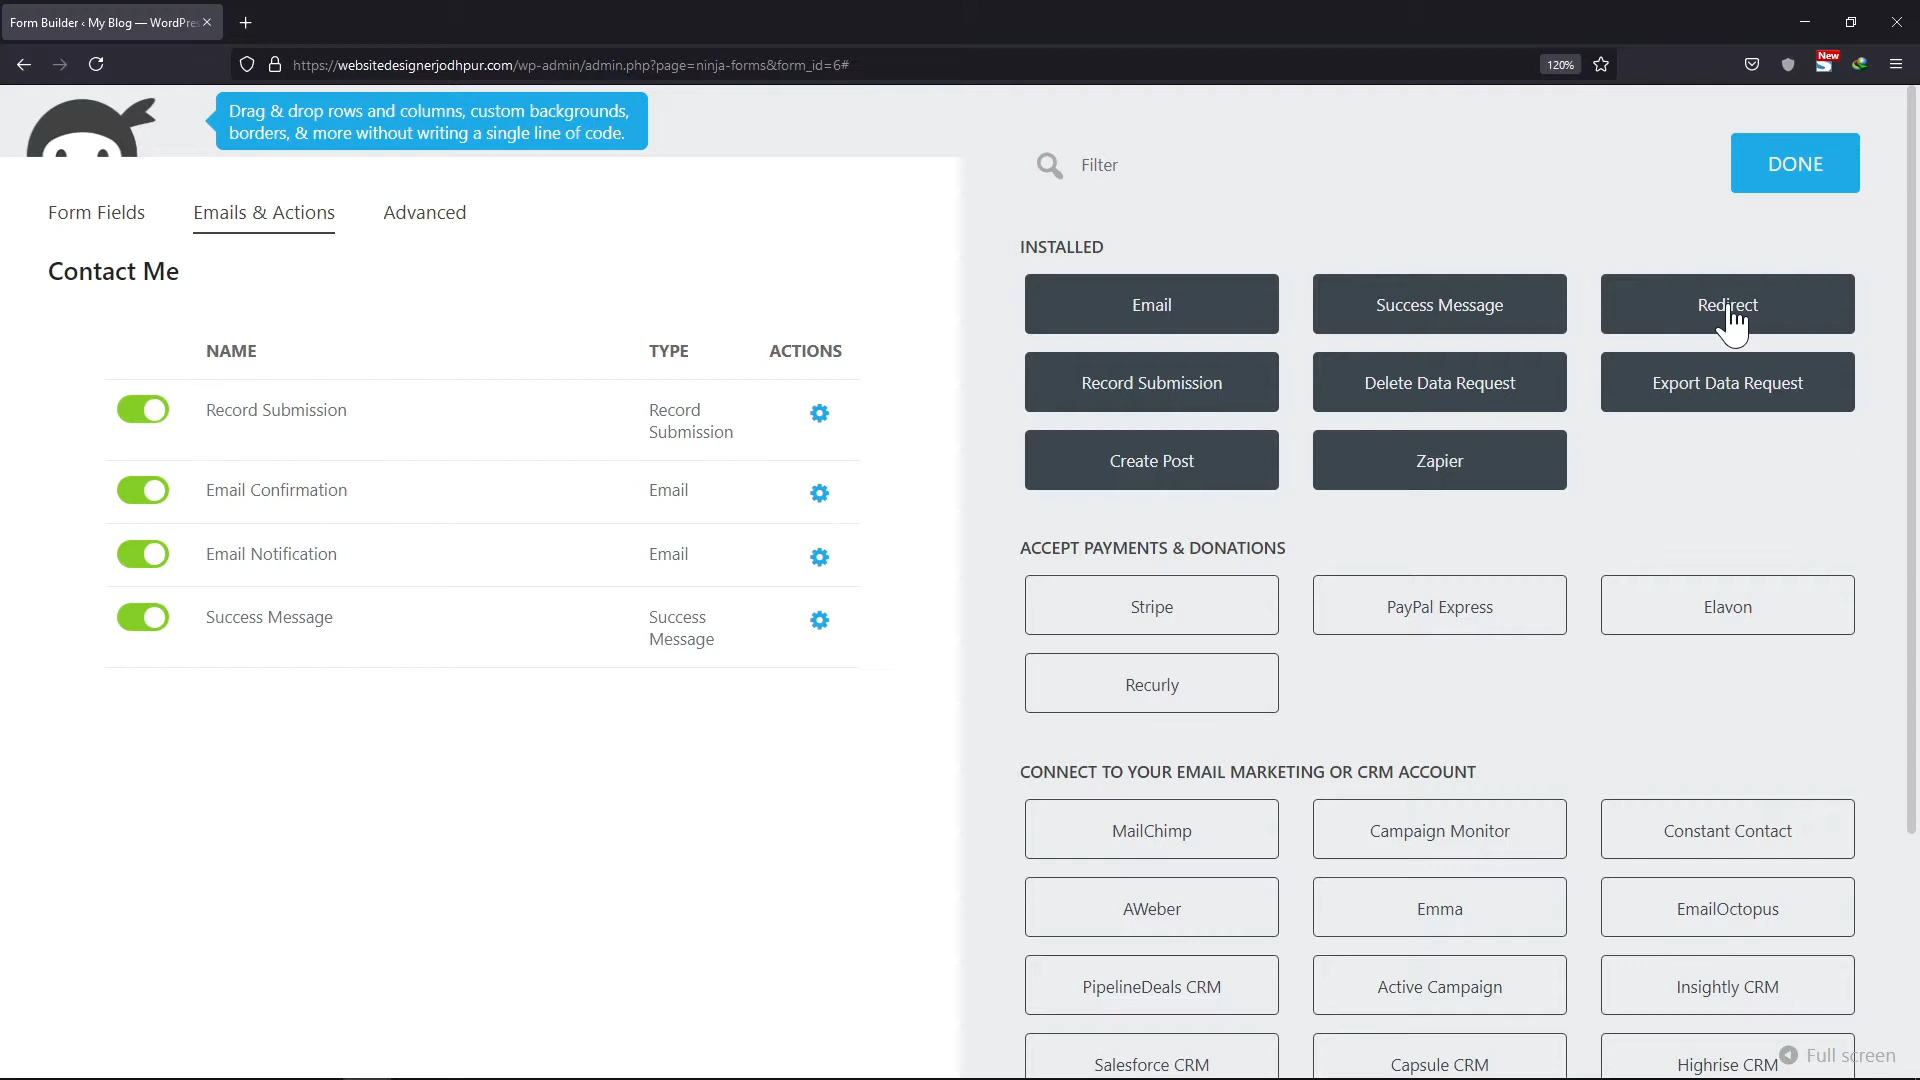 Form Builder ‹ My Blog — WordPres
https://websitedesignerjodhpur.com/wp-admin/admin.php?page=ninja-forms&form_id=6#
120%
New
Drag & drop rows and columns, custom backgrounds,
borders, & more without writing a single line of code.
Filter
DONE
Form Fields
Emails & Actions
Advanced
Contact Me
NAME
TYPE
ACTIONS
Record Submission
Record
Submission
Email Confirmation
Email
Email Notification
Email
Success Message
Success
Message
INSTALLED
Email
Success Message
Redirect
Record Submission
Delete Data Request
Export Data Request
Create Post
Zapier
ACCEPT PAYMENTS & DONATIONS
Stripe
PayPal Express
Elavon
Recurly
CONNECT TO YOUR EMAIL MARKETING OR CRM ACCOUNT
MailChimp
Campaign Monitor
Constant Contact
AWeber
Emma
EmailOctopus
PipelineDeals CRM
Active Campaign
Insightly CRM
Salesforce CRM
Capsule CRM
Highrise CRM
Full screen